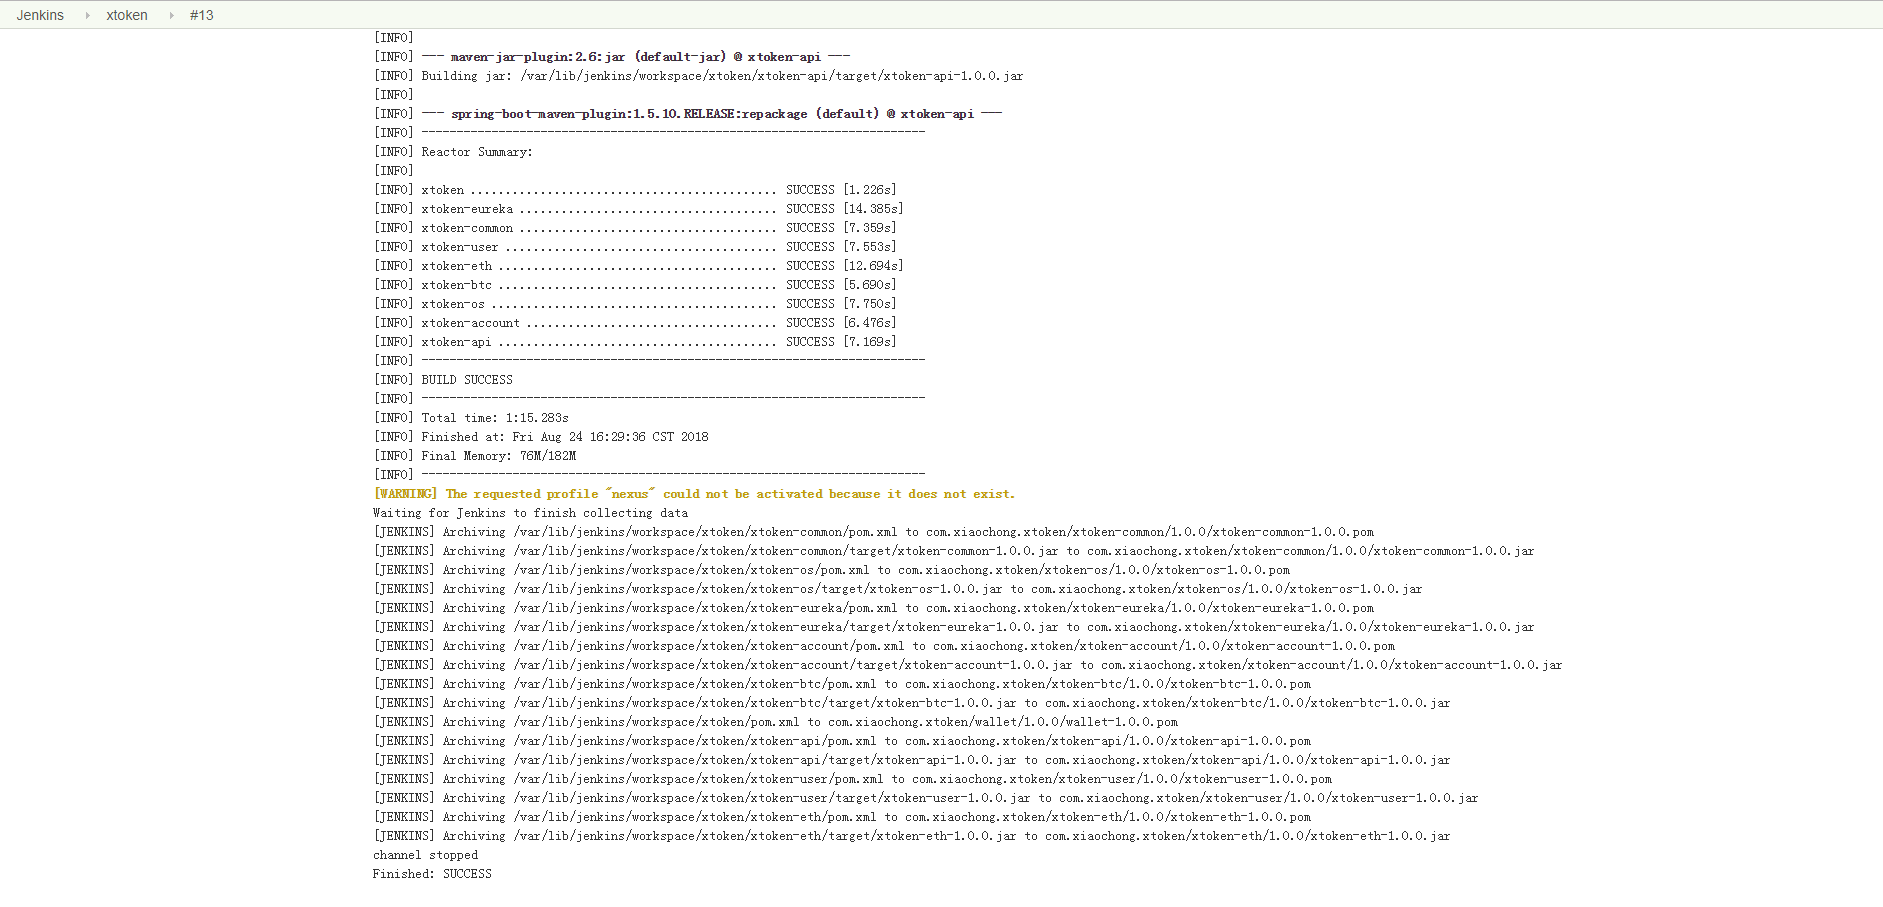 Jenkins xtoken #13
[INFO]
[INFO] --- maven-jar-plugin:2.6:jar (default-jar) @ xtoken-api ---
[INFO] Building jar: /var/lib/jenkins/workspace/xtoken/xtoken-api/target/xtoken-api-1.0.0.jar
[INFO]
[INFO] --- spring-boot-maven-plugin:1.5.10.RELEASE:repackage (default) @ xtoken-api ---
[INFO] ------------------------------------------------------------------------
[INFO] Reactor Summary:
[INFO]
[INFO] xtoken ............................................ SUCCESS [1.226s]
[INFO] xtoken-eureka ..................................... SUCCESS [14.385s]
[INFO] xtoken-common ..................................... SUCCESS [7.359s]
[INFO] xtoken-user ....................................... SUCCESS [7.553s]
[INFO] xtoken-eth ........................................ SUCCESS [12.694s]
[INFO] xtoken-btc ........................................ SUCCESS [5.690s]
[INFO] xtoken-os ......................................... SUCCESS [7.750s]
[INFO] xtoken-account .................................... SUCCESS [6.476s]
[INFO] xtoken-api ........................................ SUCCESS [7.169s]
[INFO] ------------------------------------------------------------------------
[INFO] BUILD SUCCESS
[INFO] ------------------------------------------------------------------------
[INFO] Total time: 1:15.283s
[INFO] Finished at: Fri Aug 24 16:29:36 CST 2018
[INFO] Final Memory: 76M/182M
[INFO] ------------------------------------------------------------------------
[WARNING] The requested profile "nexus" could not be activated because it does not exist.
Waiting for Jenkins to finish collecting data
[JENKINS] Archiving /var/lib/jenkins/workspace/xtoken/xtoken-common/pom.xml to com.xiaochong.xtoken/xtoken-common/1.0.0/xtoken-common-1.0.0.pom
[JENKINS] Archiving /var/lib/jenkins/workspace/xtoken/xtoken-common/target/xtoken-common-1.0.0.jar to com.xiaochong.xtoken/xtoken-common/1.0.0/xtoken-common-1.0.0.jar
[JENKINS] Archiving /var/lib/jenkins/workspace/xtoken/xtoken-os/pom.xml to com.xiaochong.xtoken/xtoken-os/1.0.0/xtoken-os-1.0.0.pom
[JENKINS] Archiving /var/lib/jenkins/workspace/xtoken/xtoken-os/target/xtoken-os-1.0.0.jar to com.xiaochong.xtoken/xtoken-os/1.0.0/xtoken-os-1.0.0.jar
[JENKINS] Archiving /var/lib/jenkins/workspace/xtoken/xtoken-eureka/pom.xml to com.xiaochong.xtoken/xtoken-eureka/1.0.0/xtoken-eureka-1.0.0.pom
[JENKINS] Archiving /var/lib/jenkins/workspace/xtoken/xtoken-eureka/target/xtoken-eureka-1.0.0.jar to com.xiaochong.xtoken/xtoken-eureka/1.0.0/xtoken-eureka-1.0.0.jar
[JENKINS] Archiving /var/lib/jenkins/workspace/xtoken/xtoken-account/pom.xml to com.xiaochong.xtoken/xtoken-account/1.0.0/xtoken-account-1.0.0.pom
[JENKINS] Archiving /var/lib/jenkins/workspace/xtoken/xtoken-account/target/xtoken-account-1.0.0.jar to com.xiaochong.xtoken/xtoken-account/1.0.0/xtoken-account-1.0.0.jar
[JENKINS] Archiving /var/lib/jenkins/workspace/xtoken/xtoken-btc/pom.xml to com.xiaochong.xtoken/xtoken-btc/1.0.0/xtoken-btc-1.0.0.pom
[JENKINS] Archiving /var/lib/jenkins/workspace/xtoken/xtoken-btc/target/xtoken-btc-1.0.0.jar to com.xiaochong.xtoken/xtoken-btc/1.0.0/xtoken-btc-1.0.0.jar
[JENKINS] Archiving /var/lib/jenkins/workspace/xtoken/pom.xml to com.xiaochong.xtoken/wallet/1.0.0/wallet-1.0.0.pom
[JENKINS] Archiving /var/lib/jenkins/workspace/xtoken/xtoken-api/pom.xml to com.xiaochong.xtoken/xtoken-api/1.0.0/xtoken-api-1.0.0.pom
[JENKINS] Archiving /var/lib/jenkins/workspace/xtoken/xtoken-api/target/xtoken-api-1.0.0.jar to com.xiaochong.xtoken/xtoken-api/1.0.0/xtoken-api-1.0.0.jar
[JENKINS] Archiving /var/lib/jenkins/workspace/xtoken/xtoken-user/pom.xml to com.xiaochong.xtoken/xtoken-user/1.0.0/xtoken-user-1.0.0.pom
[JENKINS] Archiving /var/lib/jenkins/workspace/xtoken/xtoken-user/target/xtoken-user-1.0.0.jar to com.xiaochong.xtoken/xtoken-user/1.0.0/xtoken-user-1.0.0.jar
[JENKINS] Archiving /var/lib/jenkins/workspace/xtoken/xtoken-eth/pom.xml to com.xiaochong.xtoken/xtoken-eth/1.0.0/xtoken-eth-1.0.0.pom
[JENKINS] Archiving /var/lib/jenkins/workspace/xtoken/xtoken-eth/target/xtoken-eth-1.0.0.jar to com.xiaochong.xtoken/xtoken-eth/1.0.0/xtoken-eth-1.0.0.jar
channel stopped
Finished: SUCCESS